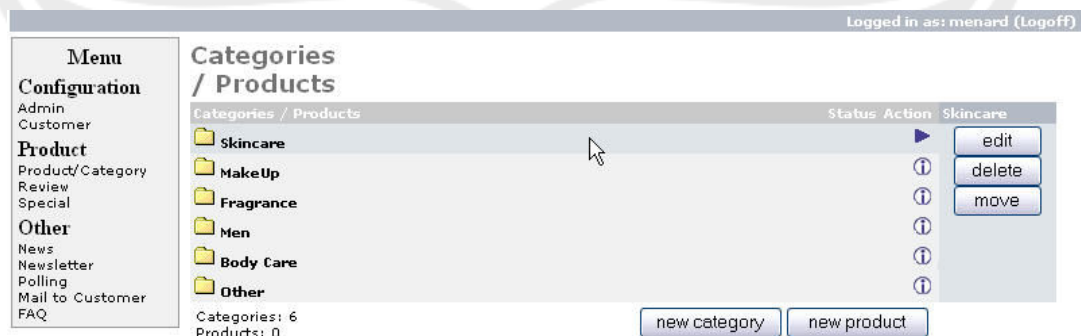 Logged in as: menard (Logoff)
Menu
Configuration
Admin
Customer
Product
Product/Category
Review
Special
Other
News
Newsletter
Polling
Mail to Customer
FAQ
Categories
/ Products
Categories / Products Status Action Skincare
Skincare
MakeUp
Fragrance
Men
Body Care
Other
edit
delete
move
Categories: 6
Products: 0
new category new product